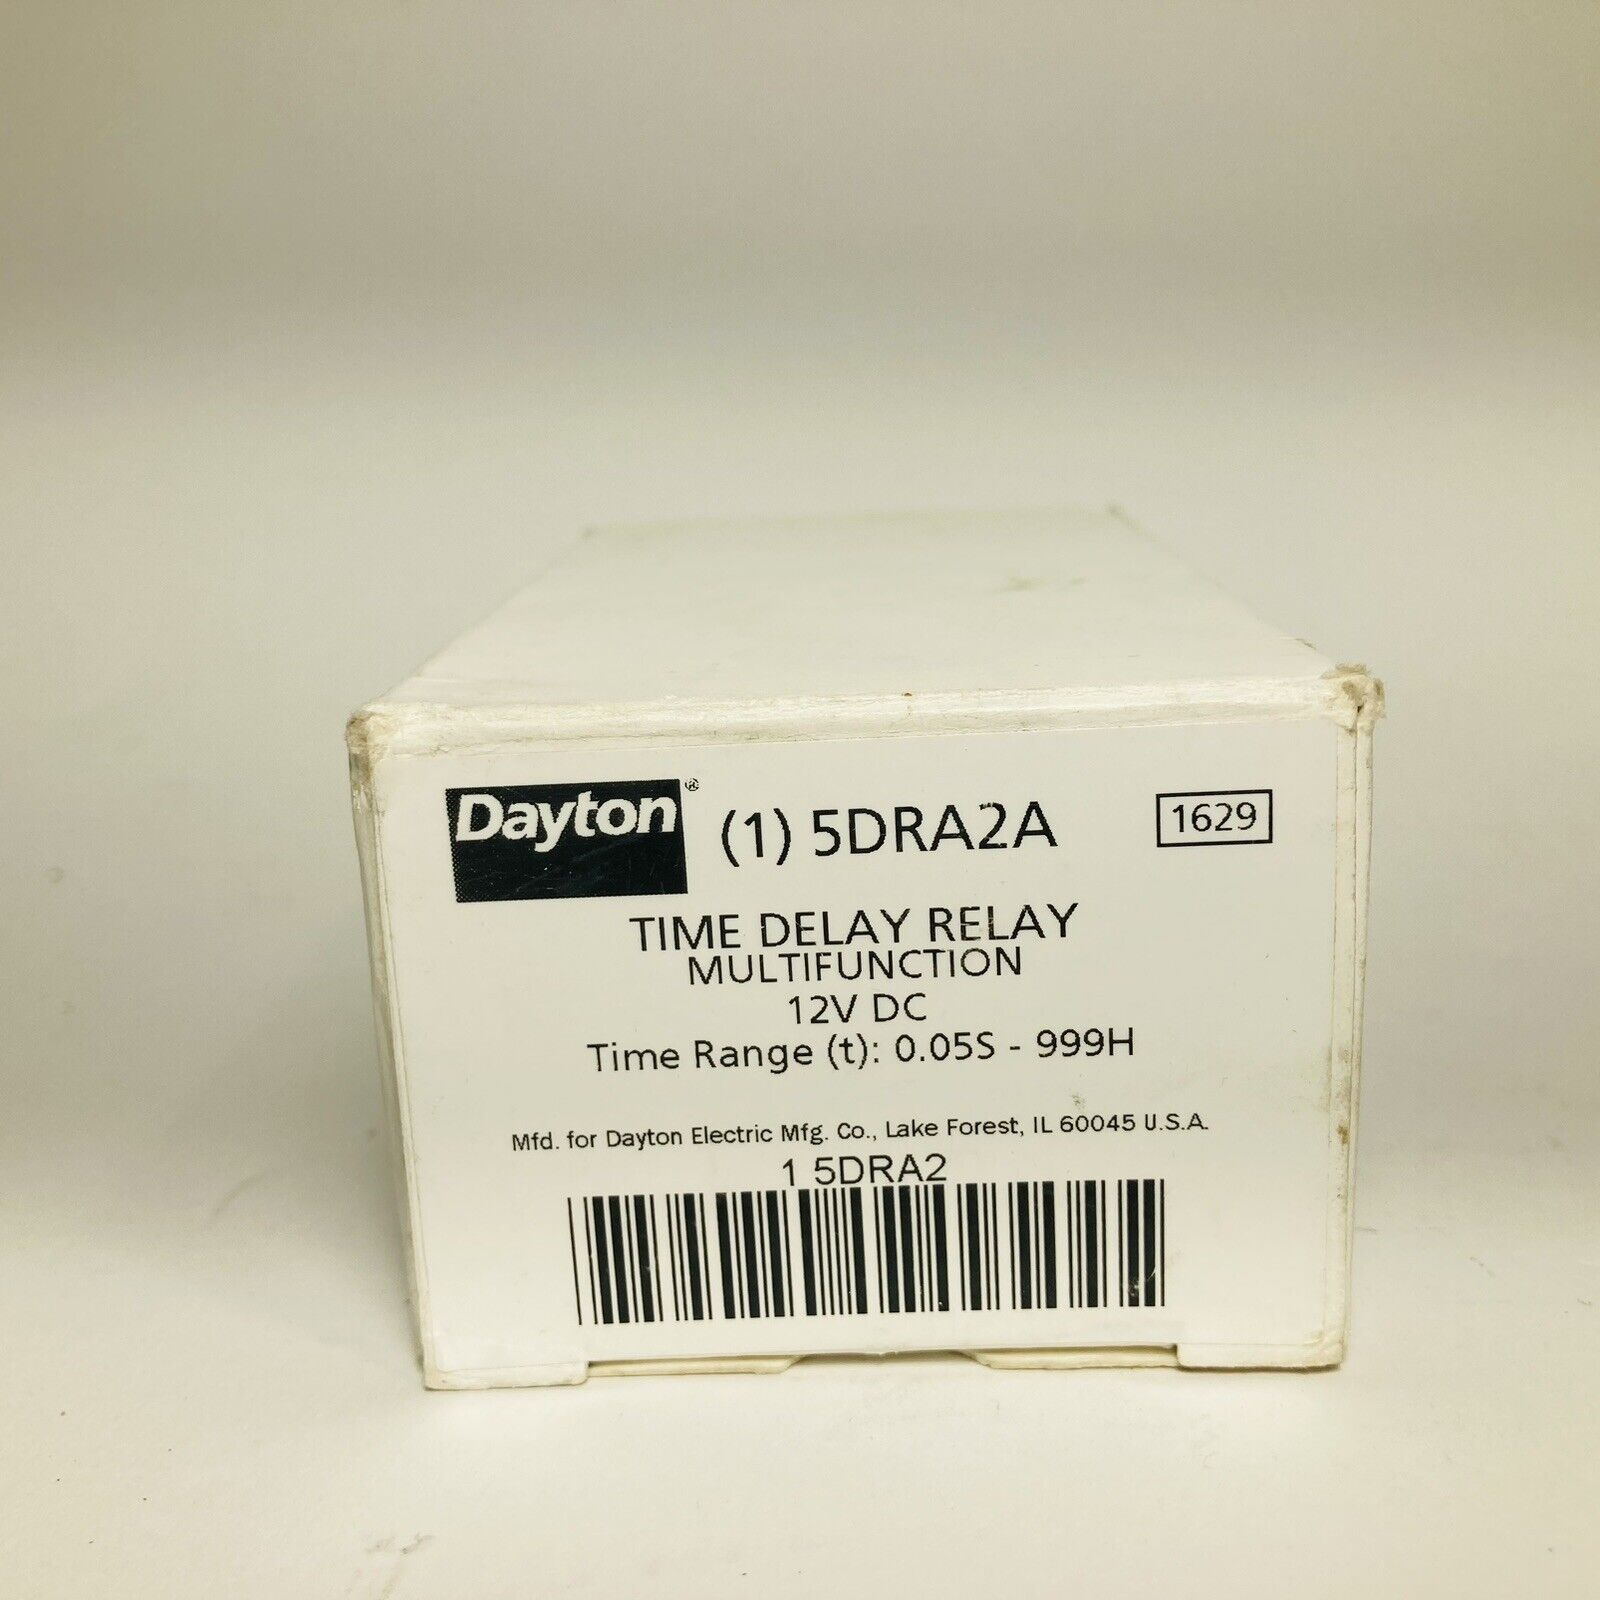 Dayton®
(1) 5DRA2A
1629
TIME DELAY RELAY
MULTIFUNCTION
12V DC
Time Range (t): 0.05S - 999H
Mfd. for Dayton Electric Mfg. Co., Lake Forest, IL 60045 U.S.A.
1 5DRA2